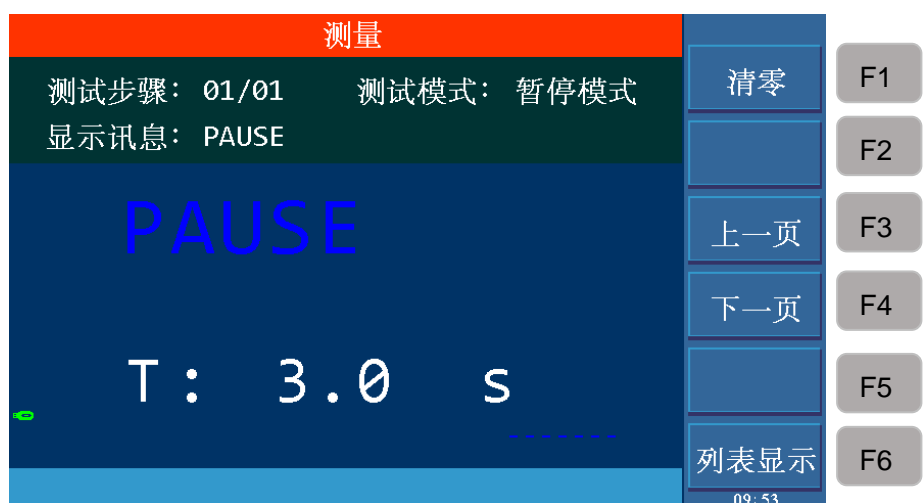 测量
测试步骤: 01/01 测试模式: 暂停模式
显示讯息: PAUSE
PAUSE
T: 3.0 s
-------
清零
上一页
下一页
列表显示
09:53
F1
F2
F3
F4
F5
F6